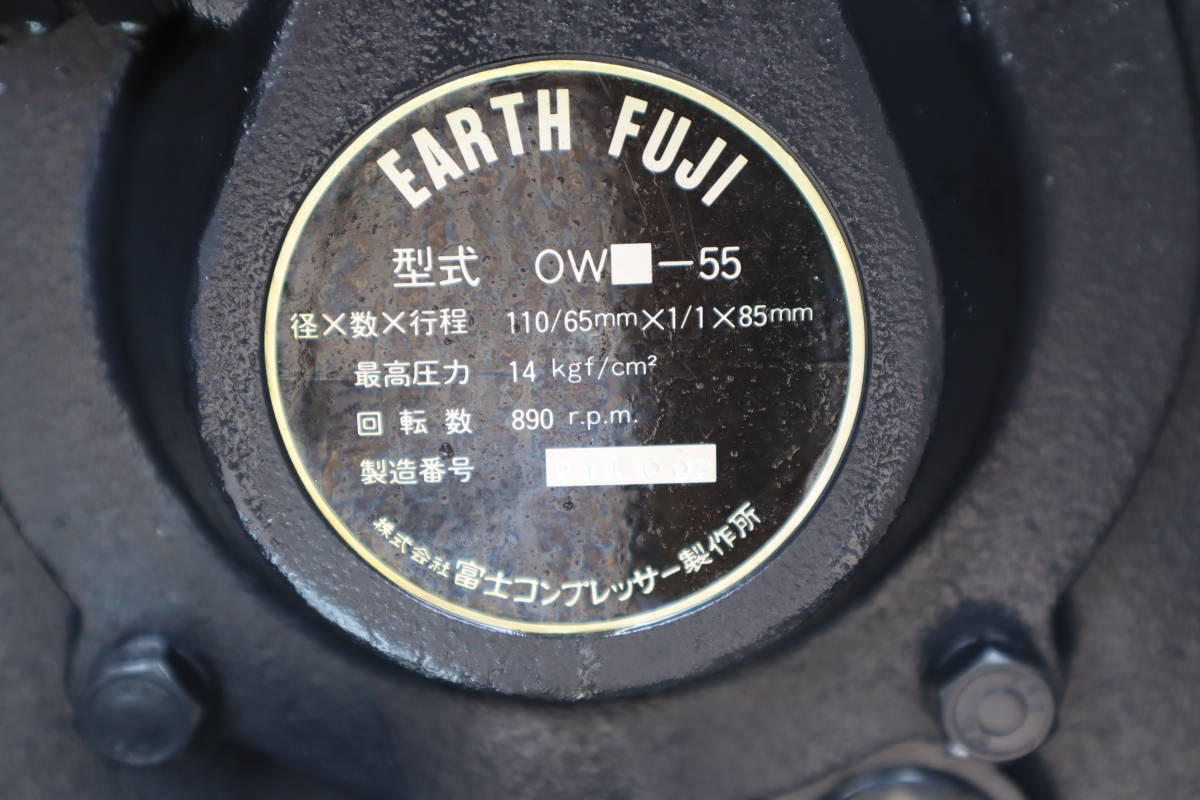 EARTH FUJI
型式 OW -55
径×数×行程 110/65mm×1/1×85mm
最高圧力 14 kgf/cm²
回転数 890 r.p.m.
製造番号
株式会社富士コンプレッサー製作所